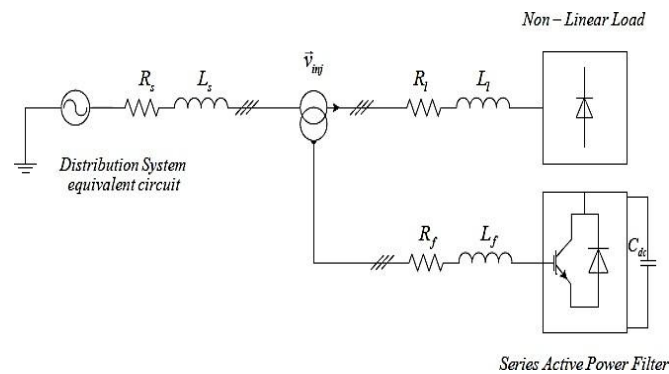 Non – Linear Load
R_s
L_s
v⃗_inj
R_l
L_l
Distribution System
equivalent circuit
R_f
L_f
C_dc
Series Active Power Filter